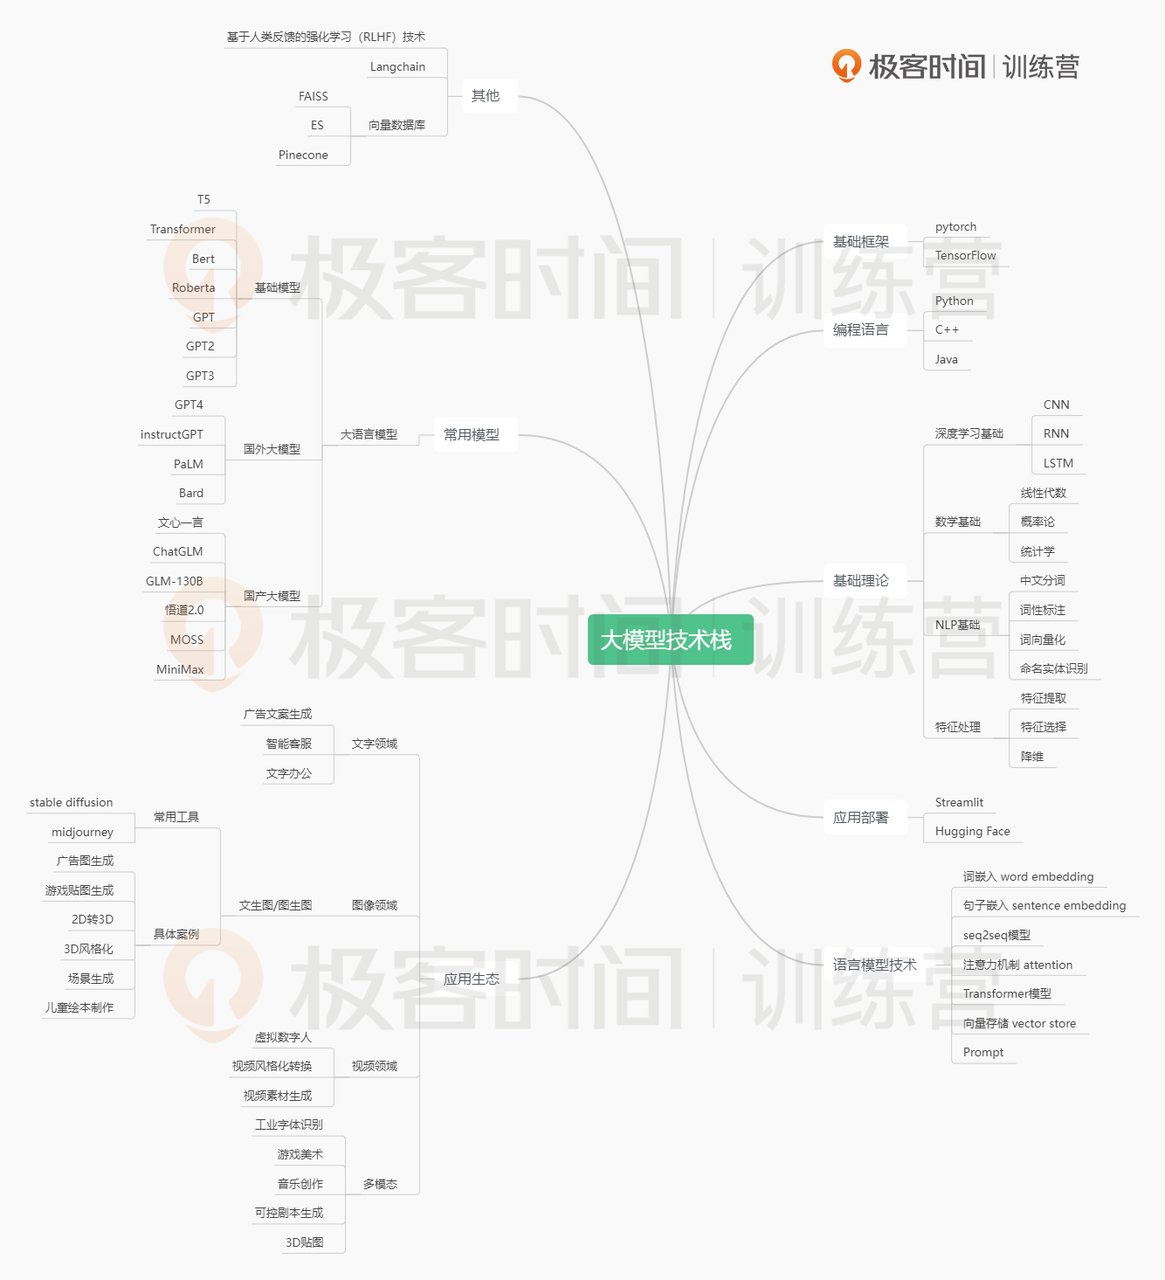 极客时间 | 训练营
大模型技术栈
基础框架
pytorch
TensorFlow
编程语言
Python
C++
Java
基础理论
深度学习基础
CNN
RNN
LSTM
数学基础
线性代数
概率论
统计学
NLP基础
中文分词
词性标注
词向量化
命名实体识别
特征处理
特征提取
特征选择
降维
应用部署
Streamlit
Hugging Face
语言模型技术
词嵌入 word embedding
句子嵌入 sentence embedding
seq2seq模型
注意力机制 attention
Transformer模型
向量存储 vector store
Prompt
其他
基于人类反馈的强化学习（RLHF）技术
Langchain
向量数据库
FAISS
ES
Pinecone
常用模型
大语言模型
基础模型
T5
Transformer
Bert
Roberta
GPT
GPT2
GPT3
国外大模型
GPT4
instructGPT
PaLM
Bard
国产大模型
文心一言
ChatGLM
GLM-130B
悟道2.0
MOSS
MiniMax
应用生态
文字领域
广告文案生成
智能客服
文字办公
图像领域
文生图/图生图
常用工具
stable diffusion
midjourney
具体案例
广告图生成
游戏贴图生成
2D转3D
3D风格化
场景生成
儿童绘本制作
视频领域
虚拟数字人
视频风格化转换
视频素材生成
多模态
工业字体识别
游戏美术
音乐创作
可控剧本生成
3D贴图
极客时间 | 训练营
极客时间 | 训练营
极客时间 | 训练营